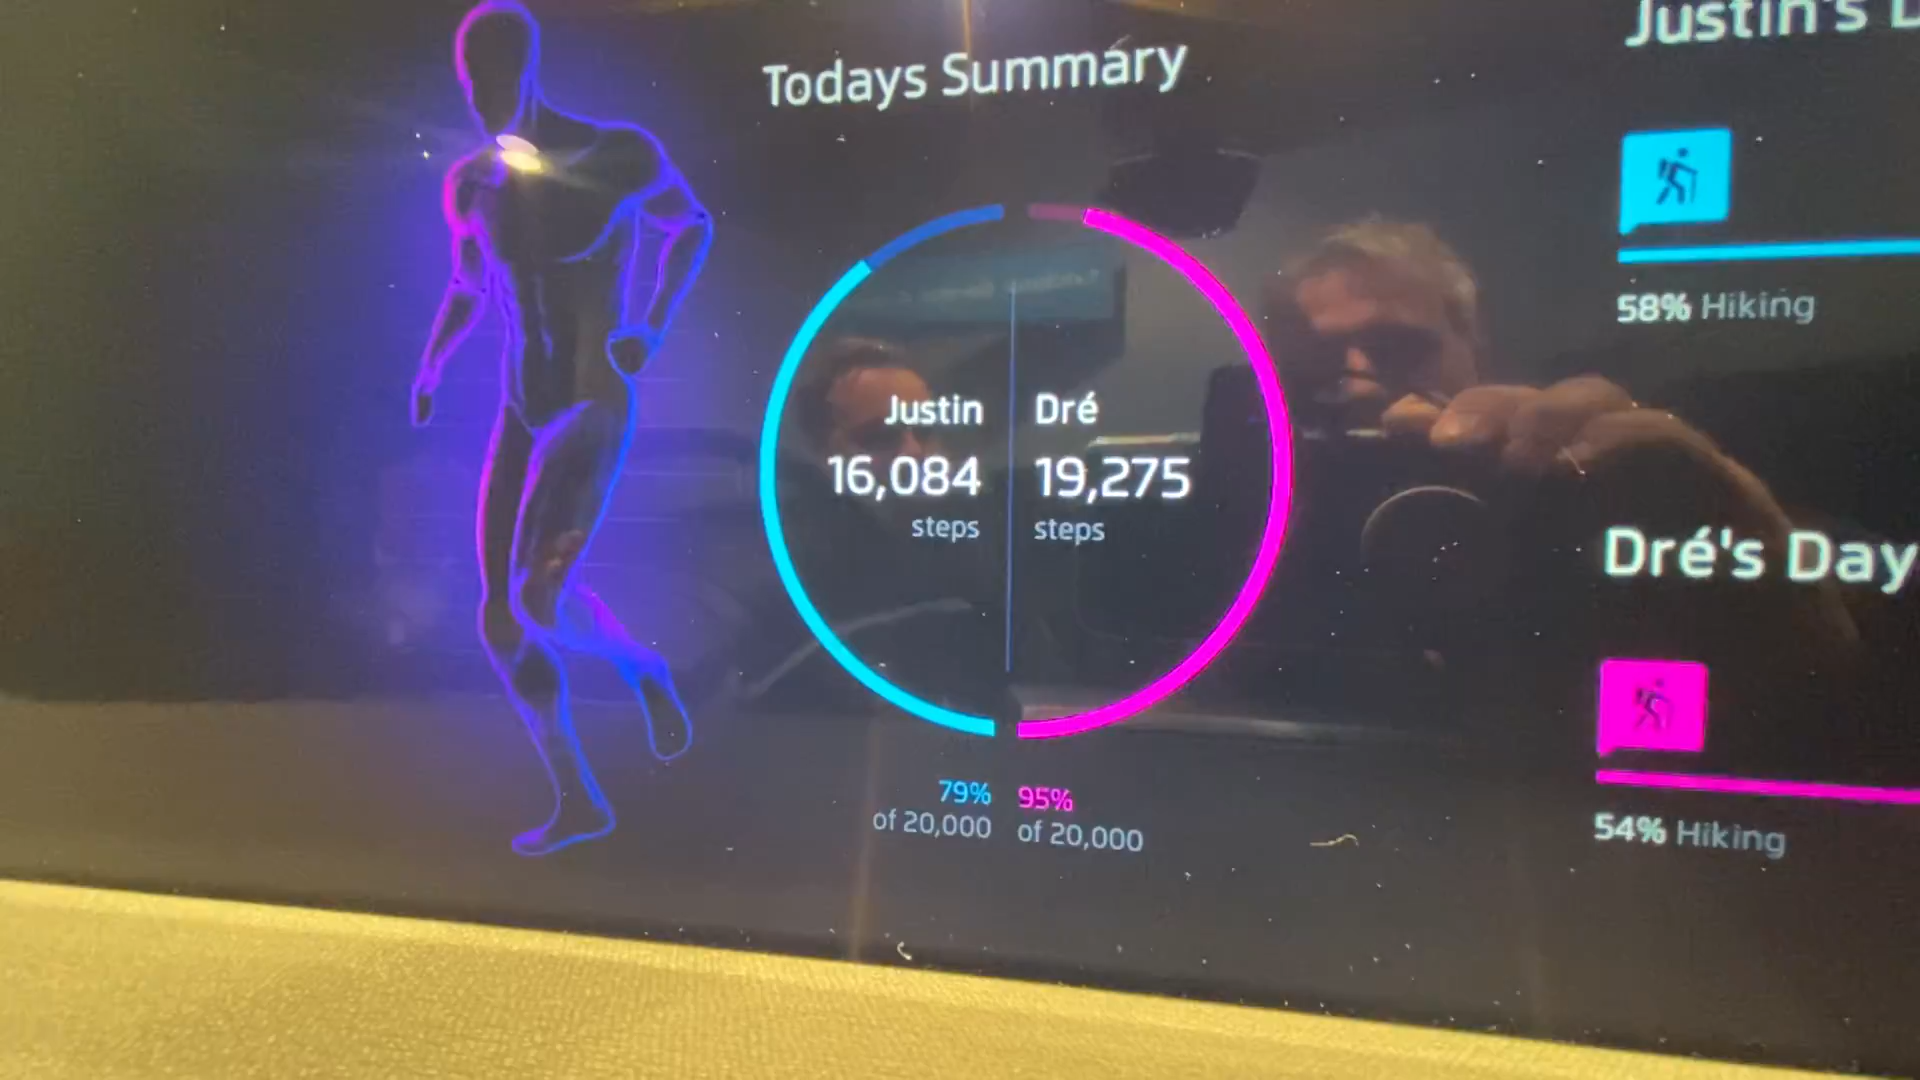 Todays Summary
Justin
16,084
steps
Dré
19,275
steps
79%
of 20,000
95%
of 20,000
Justin's
58% Hiking
Dré's Day
54% Hiking